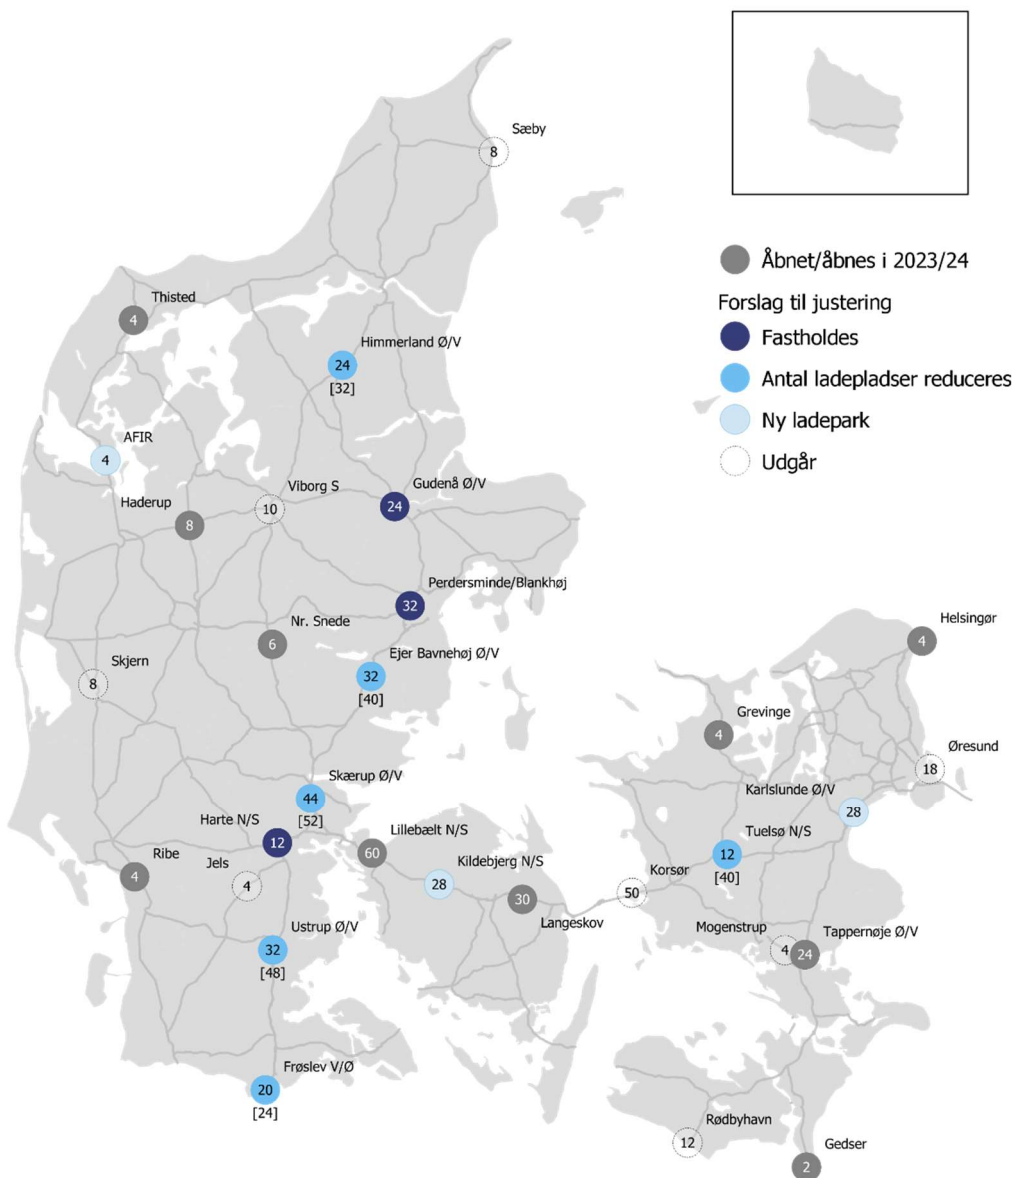 Sæby
8
Åbnet/åbnes i 2023/24
Forslag til justering
Fastholdes
Antal ladepladser reduceres
Ny ladepark
Udgår
Thisted
4
Himmerland Ø/V
24
[32]
AFIR
4
Haderup
8
Viborg S
10
Gudenå Ø/V
24
Perdersminde/Blankhøj
32
Nr. Snede
6
Ejer Bavnehøj Ø/V
32
[40]
Skjern
8
Helsingør
4
Grevinge
4
Øresund
18
Karlslunde Ø/V
28
Skærup Ø/V
44
[52]
Harte N/S
12
Lillebælt N/S
60
Tuelsø N/S
12
[40]
Ribe
4
Jels
4
Kildebjerg N/S
28
30
Langeskov
Korsør
50
Mogenstrup
4
Tappernøje Ø/V
24
Ustrup Ø/V
32
[48]
Frøslev V/Ø
20
[24]
Rødbyhavn
12
Gedser
2